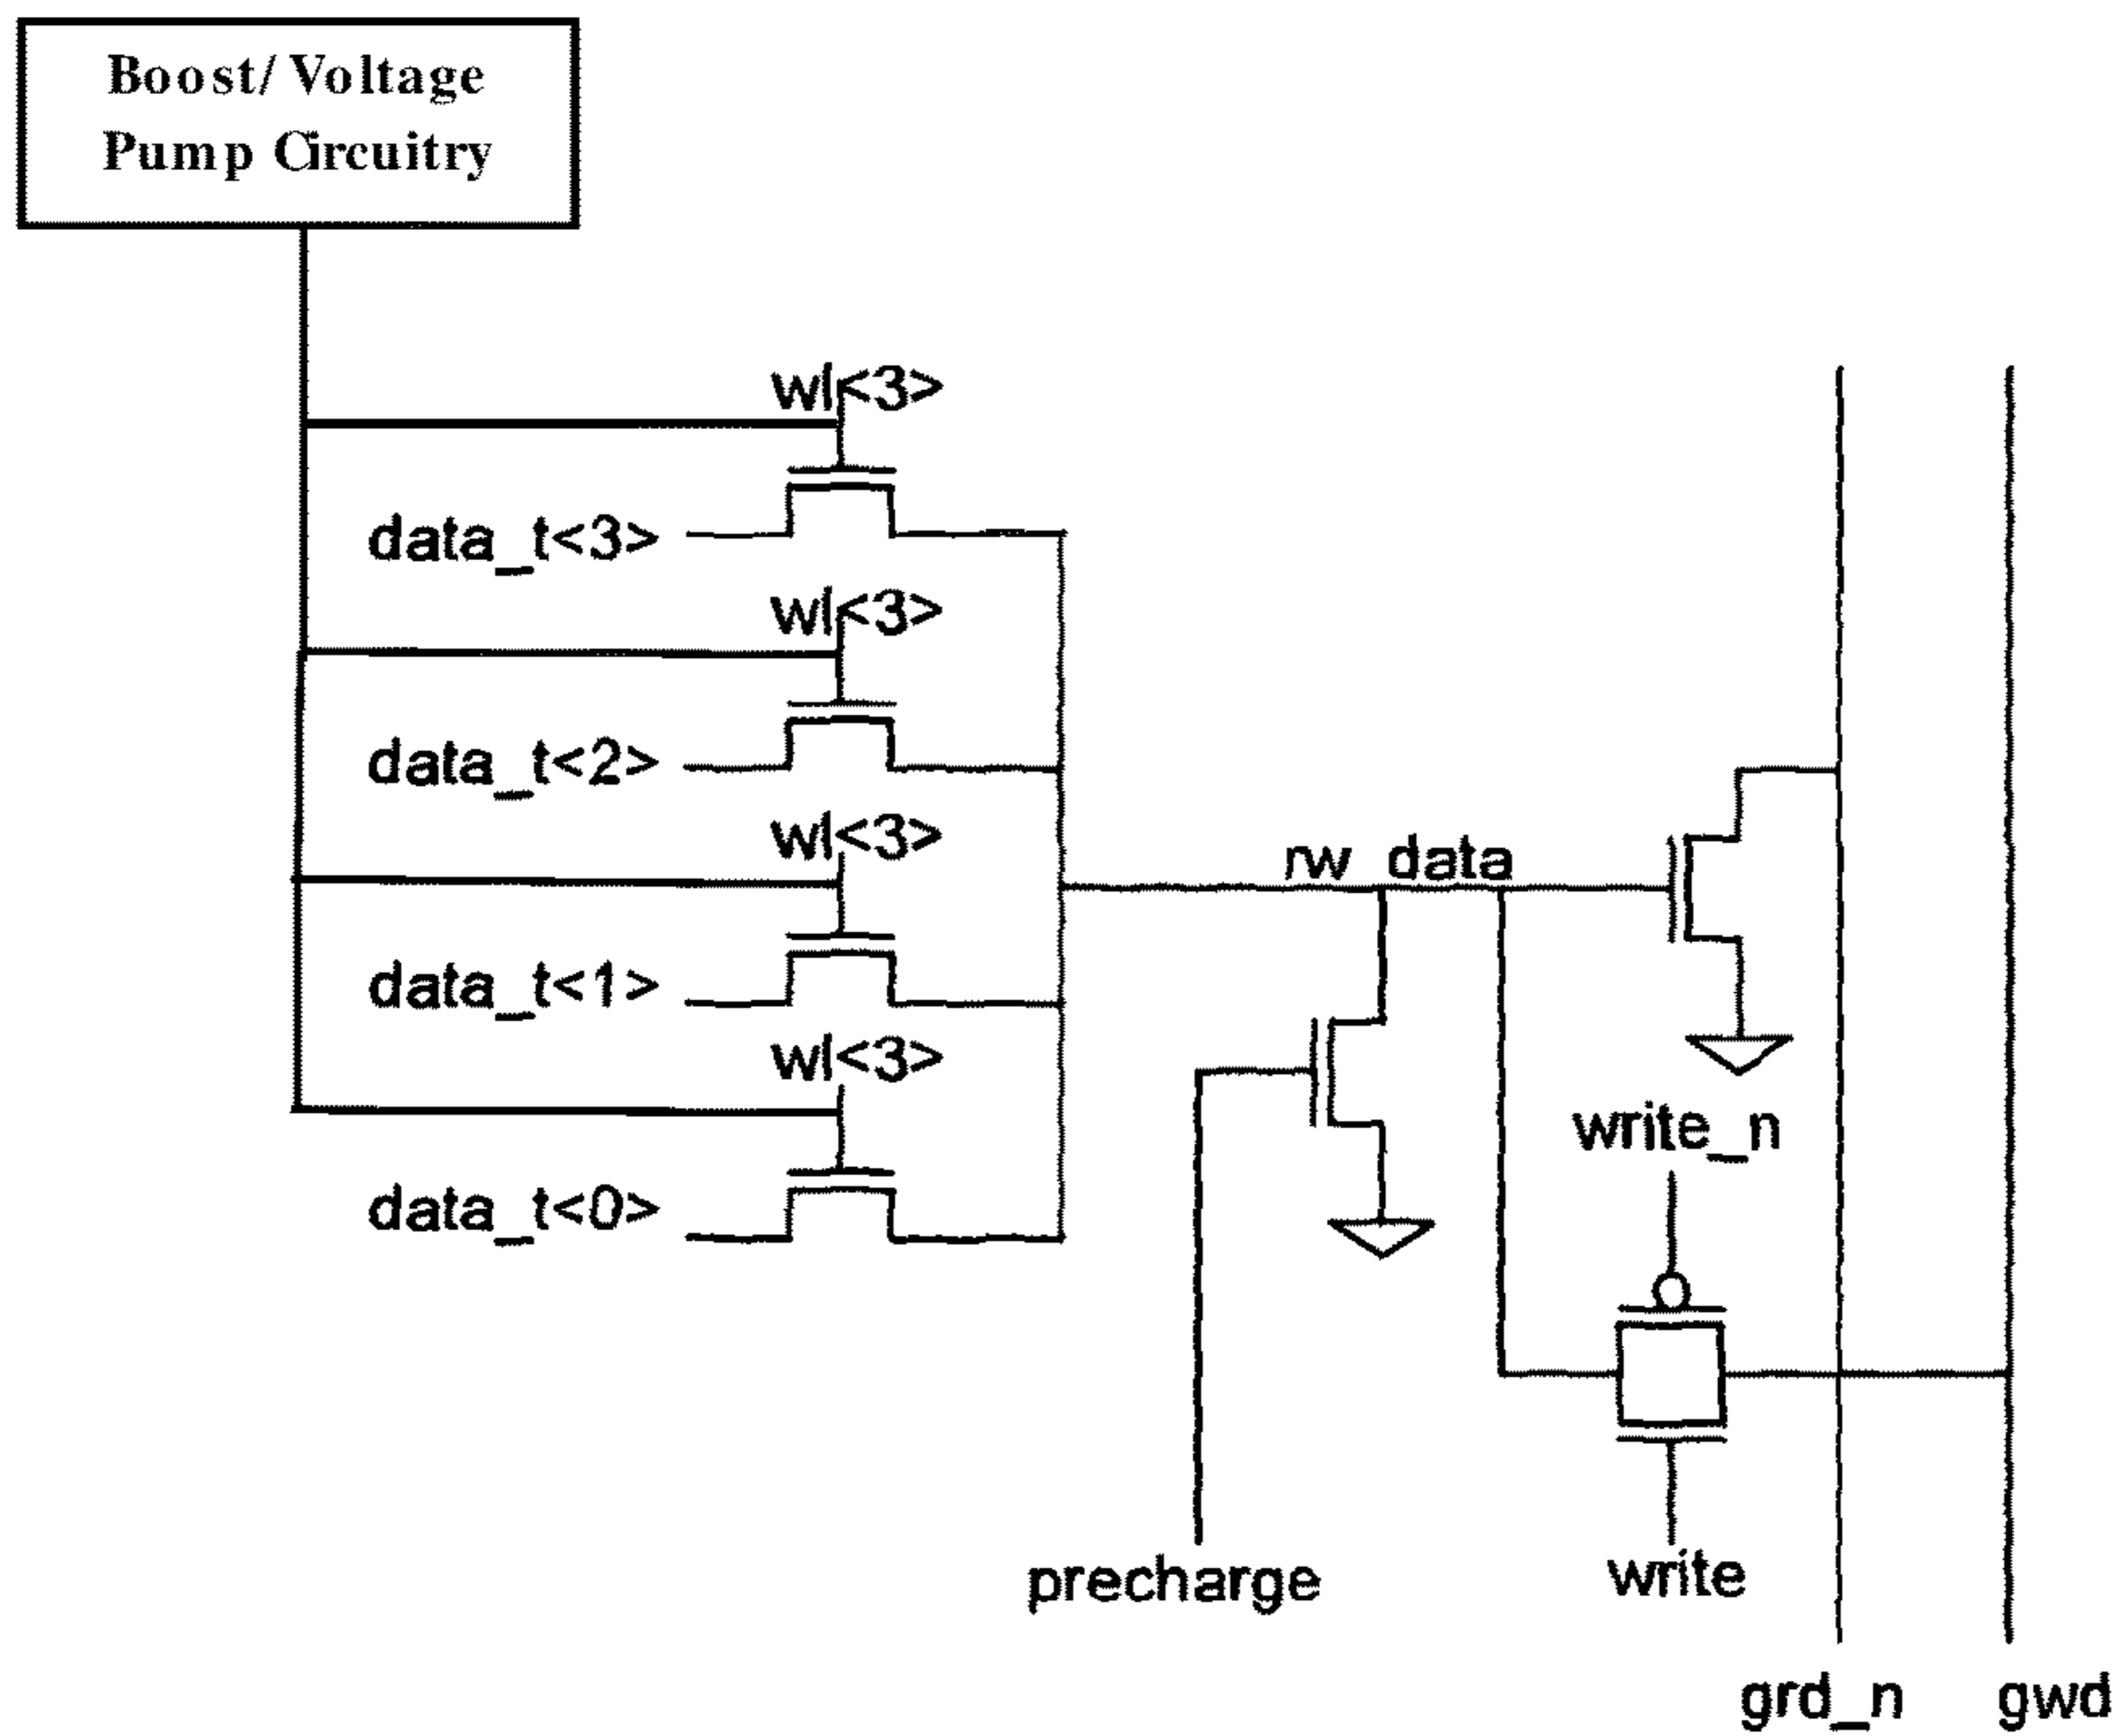 Boost/Voltage
Pump Circuitry
wl<3>
data_t<3>
wl<3>
data_t<2>
wl<3>
rw_data
data_t<1>
wl<3>
write_n
data_t<0>
precharge
write
grd_n
gwd